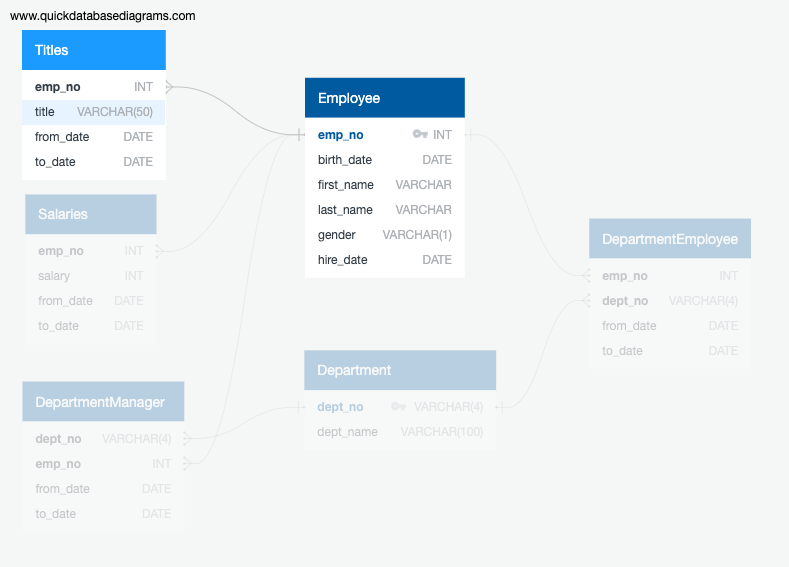 www.quickdatabasediagrams.com
Titles
emp_no INT
title VARCHAR(50)
from_date DATE
to_date DATE
Employee
emp_no INT
birth_date DATE
first_name VARCHAR
last_name VARCHAR
gender VARCHAR(1)
hire_date DATE
Salaries
emp_no INT
salary INT
from_date DATE
to_date DATE
DepartmentEmployee
emp_no INT
dept_no VARCHAR(4)
from_date DATE
to_date DATE
Department
dept_no VARCHAR(4)
dept_name VARCHAR(100)
DepartmentManager
dept_no VARCHAR(4)
emp_no INT
from_date DATE
to_date DATE